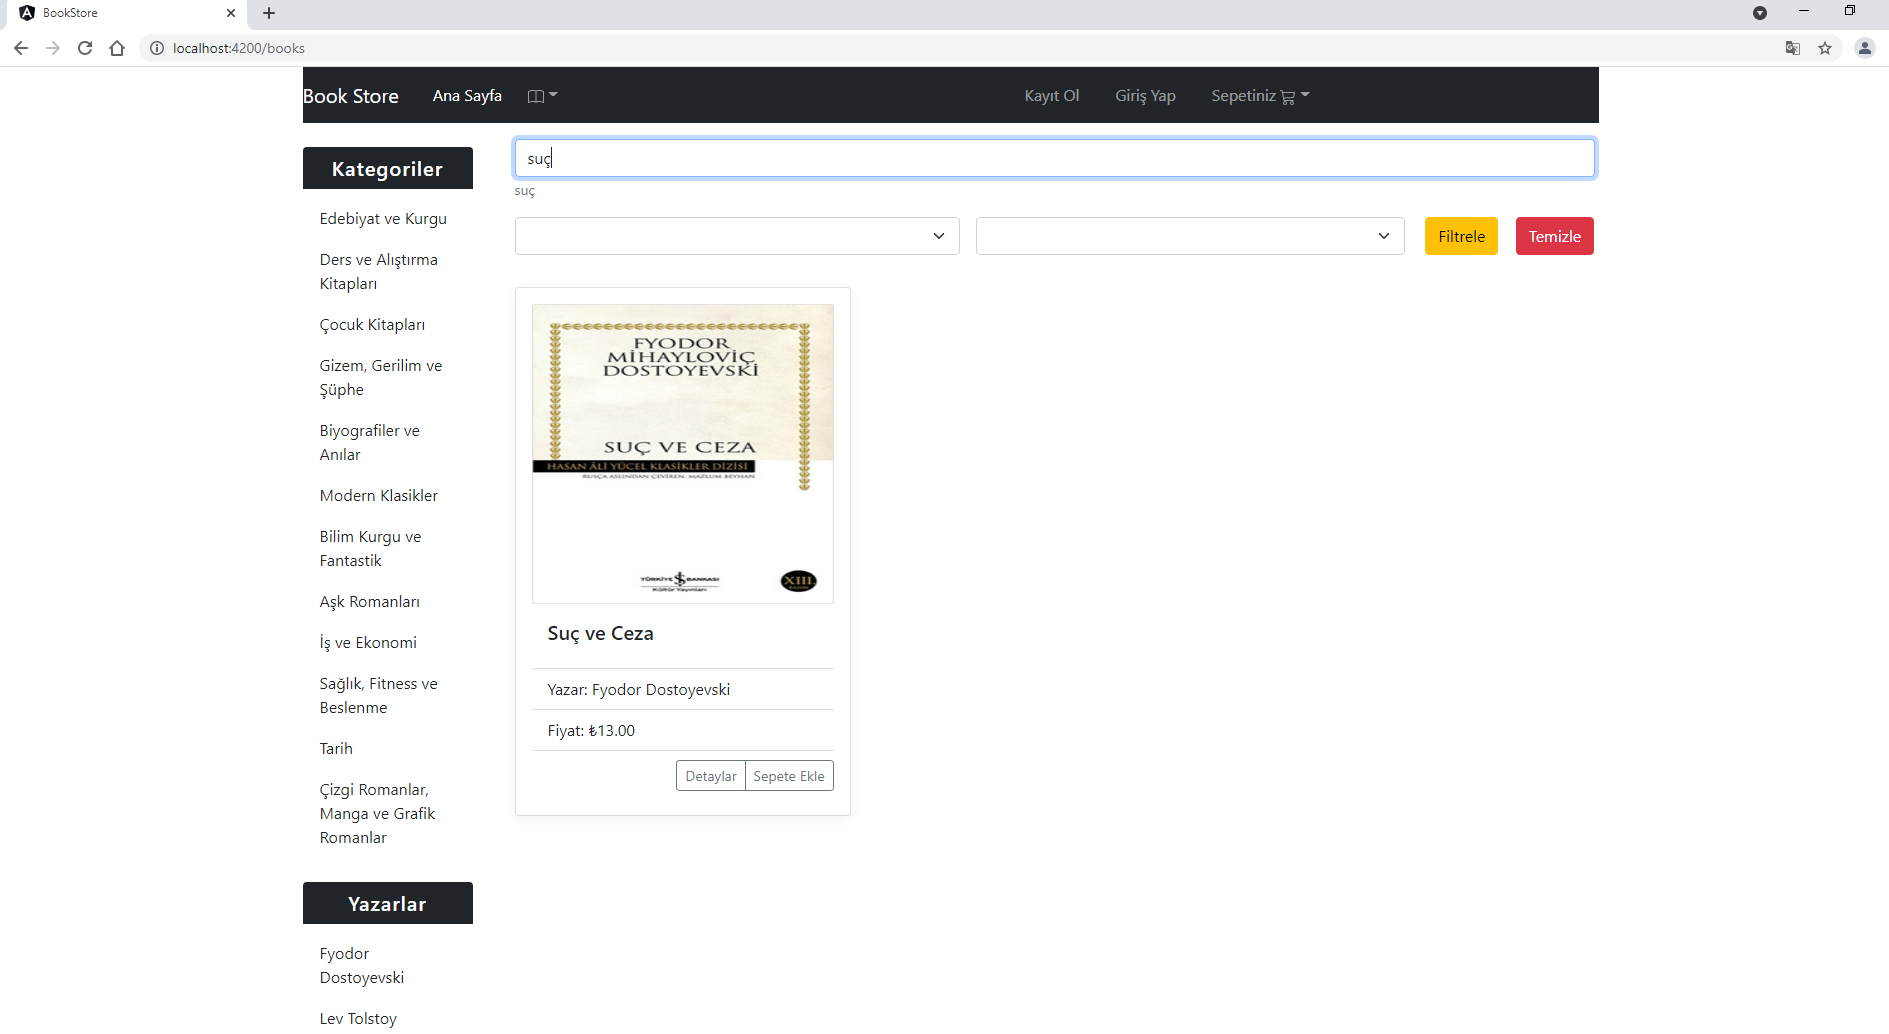 BookStore
localhost:4200/books
Book Store
Ana Sayfa
Kayıt Ol
Giriş Yap
Sepetiniz
Kategoriler
Edebiyat ve Kurgu
Ders ve Alıştırma
Kitapları
Çocuk Kitapları
Gizem, Gerilim ve
Şüphe
Biyografiler ve
Anılar
Modern Klasikler
Bilim Kurgu ve
Fantastik
Aşk Romanları
İş ve Ekonomi
Sağlık, Fitness ve
Beslenme
Tarih
Çizgi Romanlar,
Manga ve Grafik
Romanlar
Yazarlar
Fyodor
Dostoyevski
Lev Tolstoy
suç
suç
Filtrele
Temizle
FYODOR
MİHAYLOVİÇ
DOSTOYEVSKİ
SUÇ VE CEZA
HASAN ÂLİ YÜCEL KLASİKLER DİZİSİ
RUSÇA ASLINDAN ÇEVİREN: MAZLUM BEYHAN
TÜRKİYE İŞ BANKASI
Kültür Yayınları
XIII.
Suç ve Ceza
Yazar: Fyodor Dostoyevski
Fiyat: ₺13.00
Detaylar
Sepete Ekle